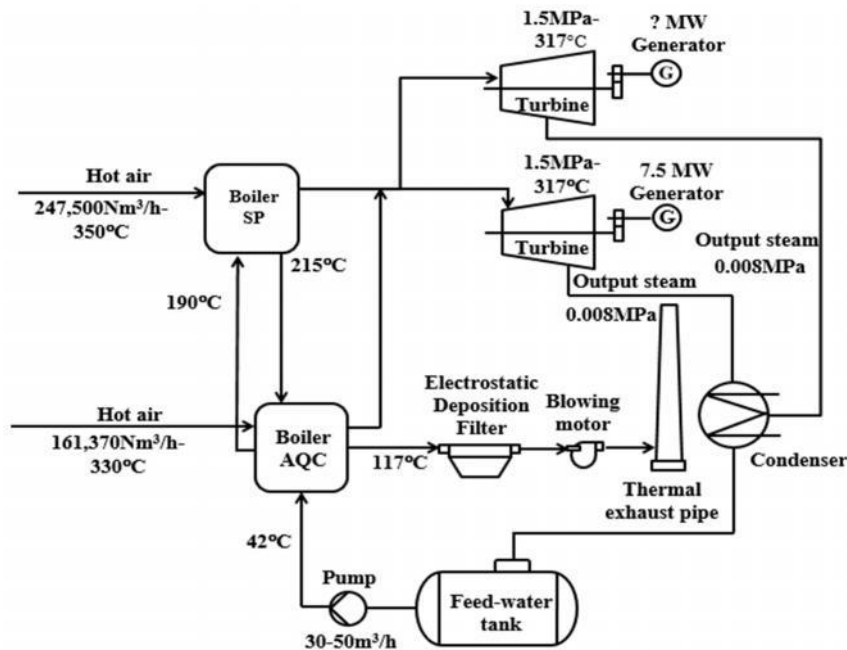 1.5MPa-
317°C
? MW
Generator
Turbine
G
Hot air
247,500Nm³/h-
350°C
Boiler
SP
1.5MPa-
317°C
7.5 MW
Generator
Turbine
G
Output steam
0.008MPa
215°C
190°C
Output steam
0.008MPa
Hot air
161,370Nm³/h-
330°C
Boiler
AQC
117°C
Electrostatic
Deposition
Filter
Blowing
motor
Thermal
exhaust pipe
Condenser
42°C
Pump
30-50m³/h
Feed-water
tank